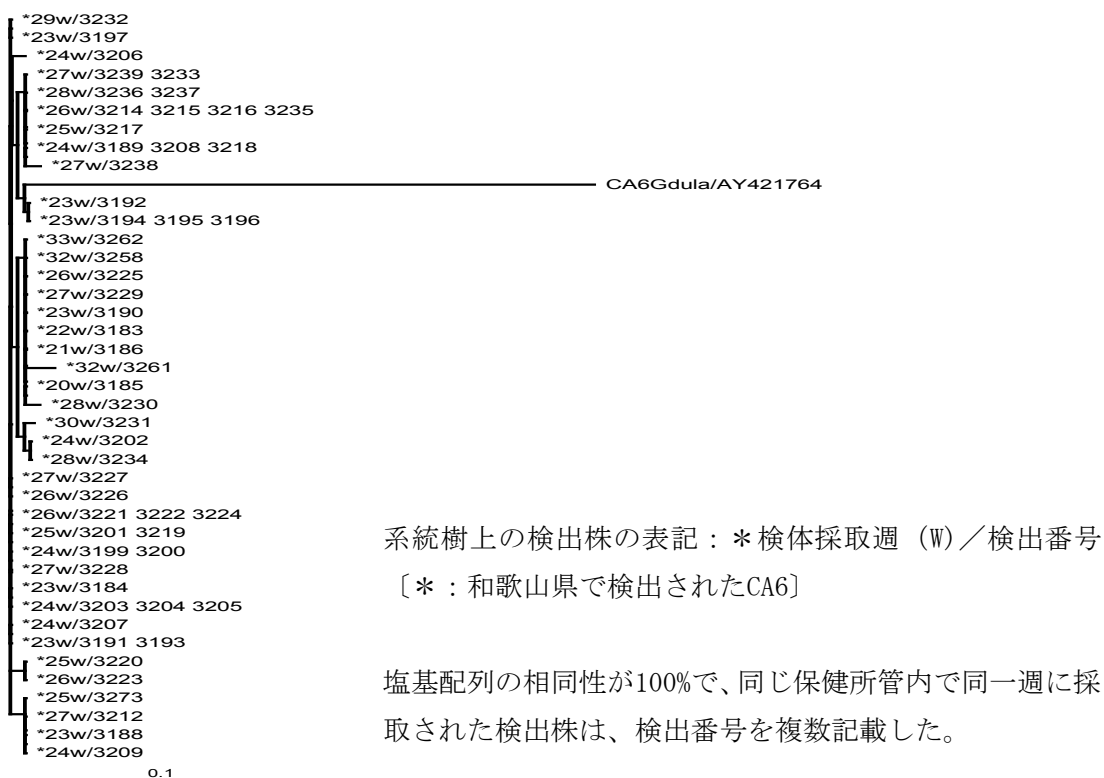 *29w/3232
*23w/3197
*24w/3206
*27w/3239 3233
*28w/3236 3237
*26w/3214 3215 3216 3235
*25w/3217
*24w/3189 3208 3218
*27w/3238
CA6Gdula/AY421764
*23w/3192
*23w/3194 3195 3196
*33w/3262
*32w/3258
*26w/3225
*27w/3229
*23w/3190
*22w/3183
*21w/3186
*32w/3261
*20w/3185
*28w/3230
*30w/3231
*24w/3202
*28w/3234
*27w/3227
*26w/3226
*26w/3221 3222 3224
*25w/3201 3219
*24w/3199 3200
*27w/3228
*23w/3184
*24w/3203 3204 3205
*24w/3207
*23w/3191 3193
*25w/3220
*26w/3223
*25w/3273
*27w/3212
*23w/3188
*24w/3209
0.1
系統樹上の検出株の表記：＊検体採取週 (W)／検出番号
〔＊：和歌山県で検出されたCA6〕
塩基配列の相同性が100%で、同じ保健所管内で同一週に採
取された検出株は、検出番号を複数記載した。